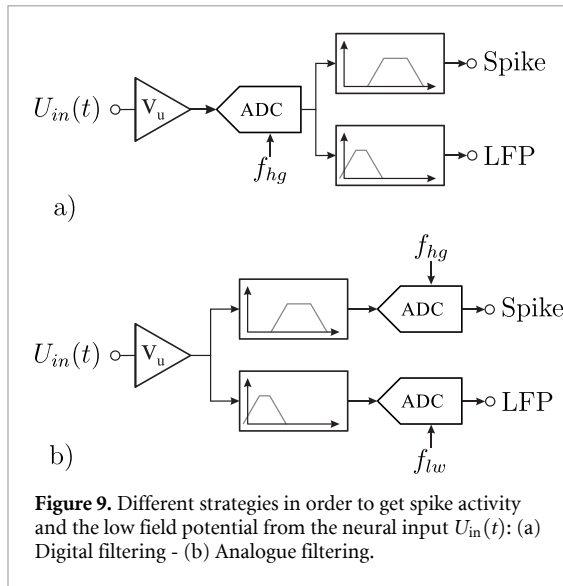 Spike
U_in(t)
V_u
ADC
f_hg
LFP
a)
f_hg
ADC
Spike
U_in(t)
V_u
ADC
LFP
f_lw
b)
Figure 9. Different strategies in order to get spike activity
and the low field potential from the neural input U_in(t): (a)
Digital filtering - (b) Analogue filtering.